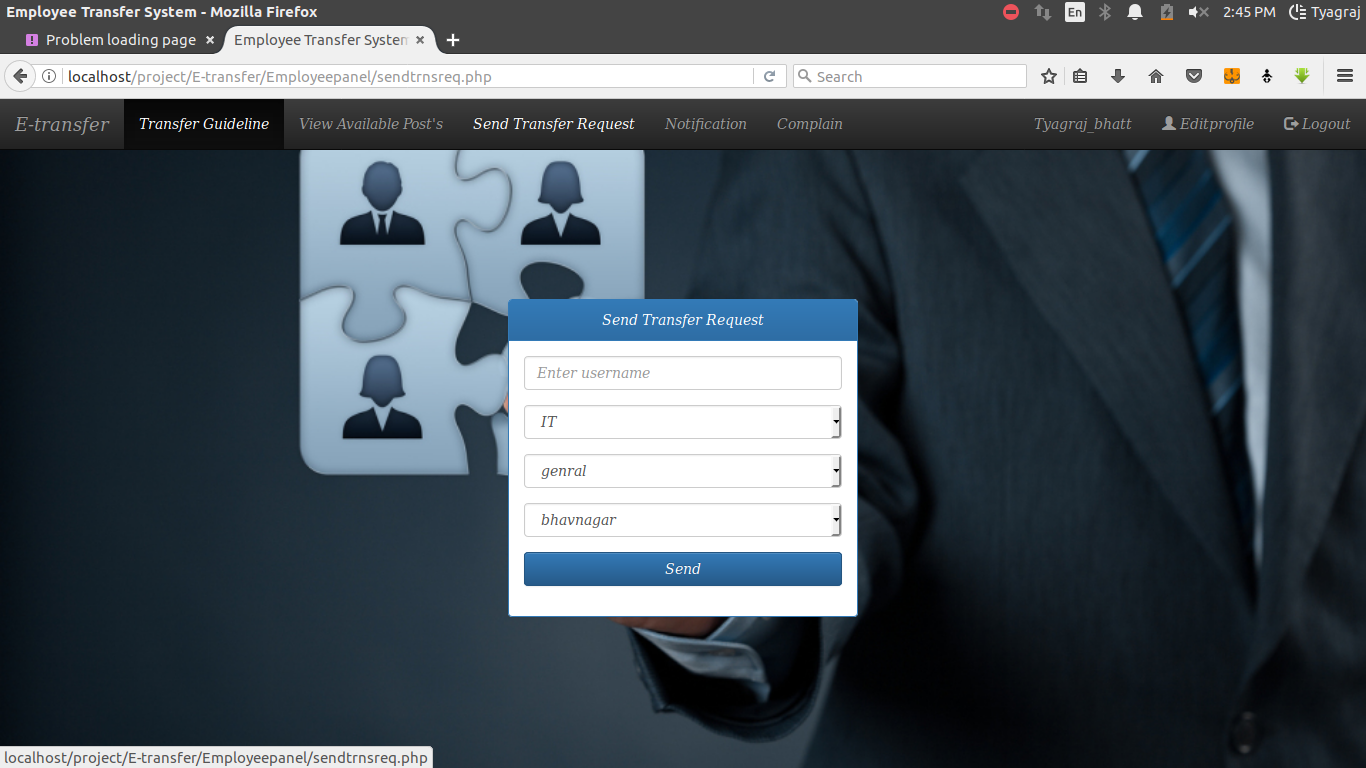 Employee Transfer System - Mozilla Firefox
En
2:45 PM
Tyagraj
Problem loading page
Employee Transfer System
localhost/project/E-transfer/Employeepanel/sendtrnsreq.php
Search
E-transfer
Transfer Guideline
View Available Post's
Send Transfer Request
Notification
Complain
Tyagraj_bhatt
Editprofile
Logout
Send Transfer Request
Enter username
IT
genral
bhavnagar
Send
localhost/project/E-transfer/Employeepanel/sendtrnsreq.php